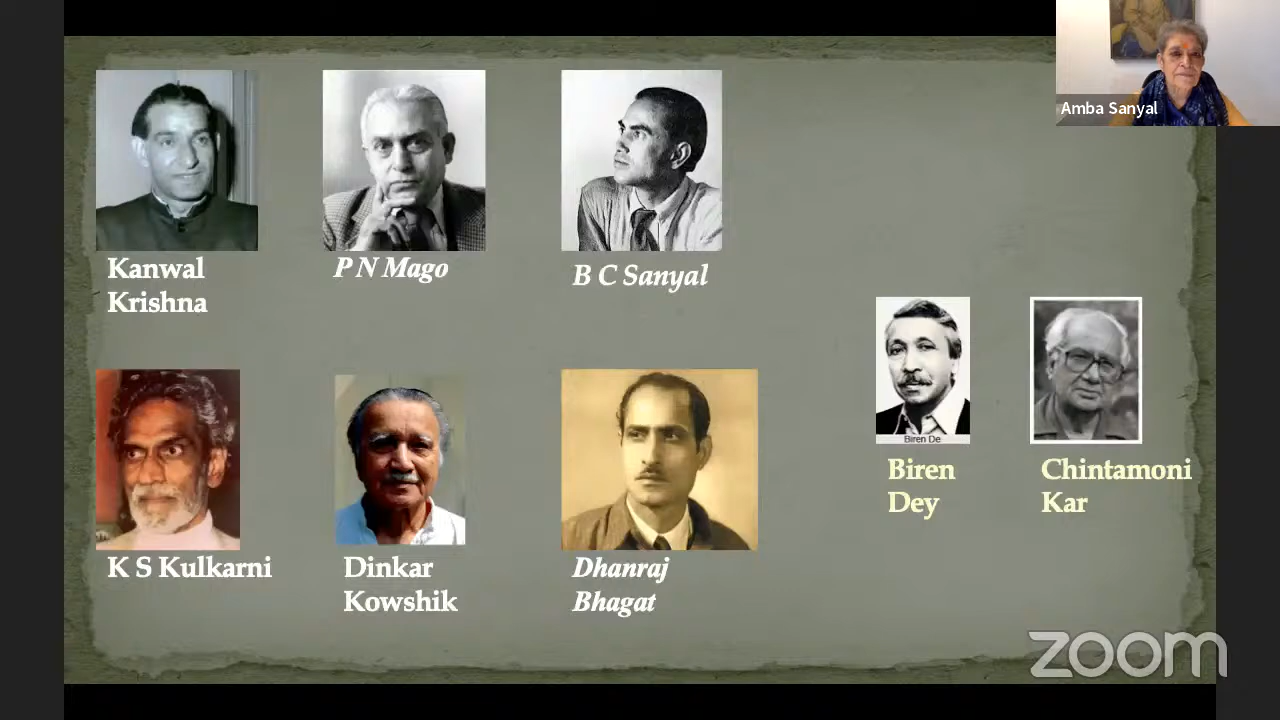 Amba Sanyal
Kanwal
Krishna
P N Mago
B C Sanyal
Biren De
Biren
Dey
Chintamoni
Kar
K S Kulkarni
Dinkar
Kowshik
Dhanraj
Bhagat
zoom